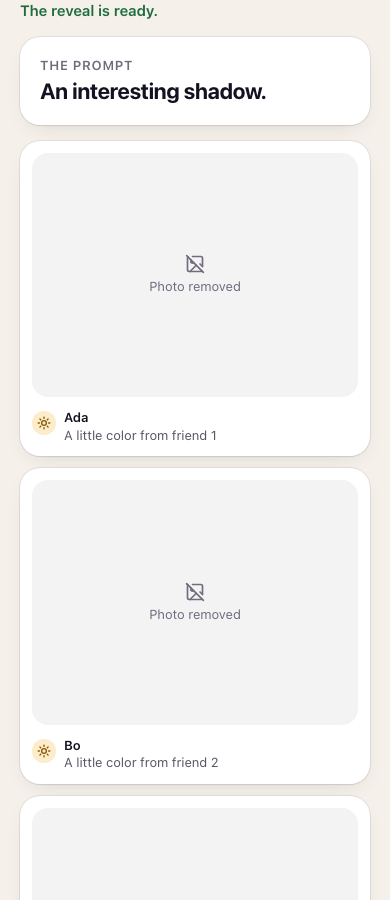 The reveal is ready.
THE PROMPT
An interesting shadow.
Photo removed
Ada
A little color from friend 1
Photo removed
Bo
A little color from friend 2